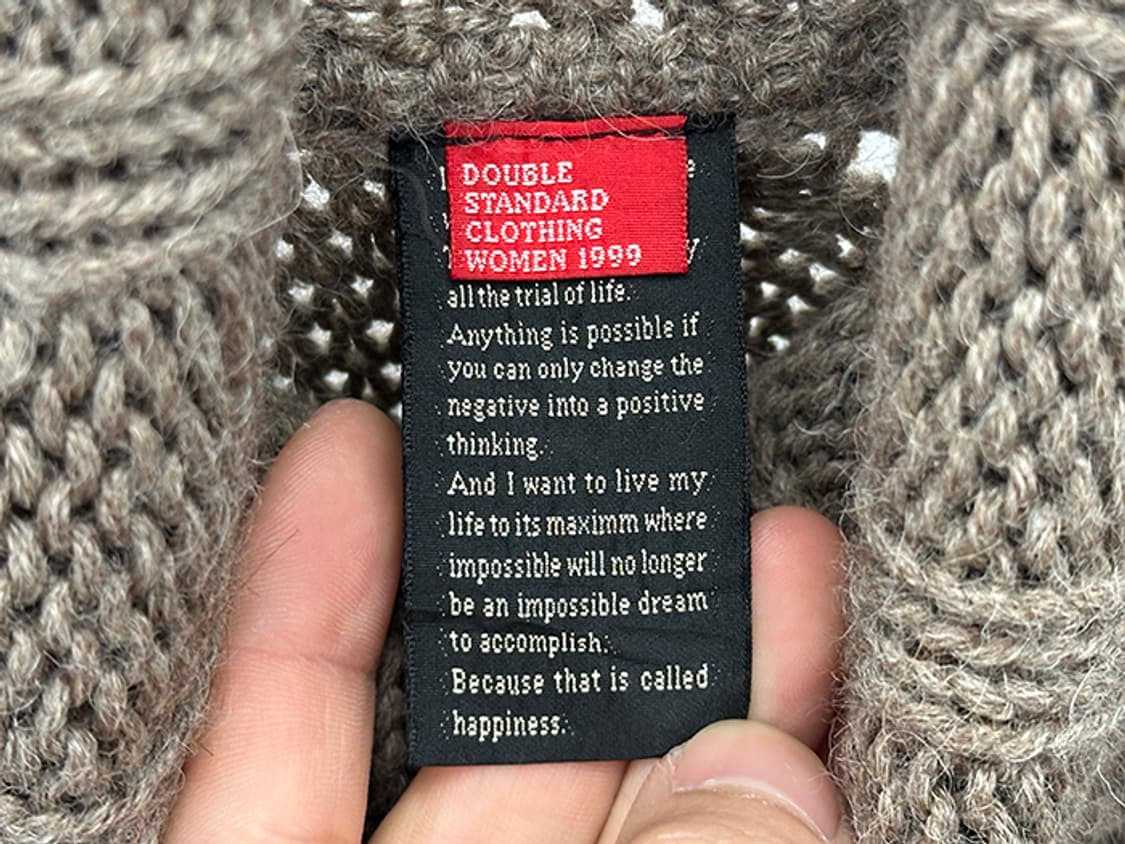 DOUBLE
STANDARD
CLOTHING
WOMEN 1999
all the trial of life.
Anything is possible if
you can only change the
negative into a positive
thinking.
And I want to live my
life to its maximm where
impossible will no longer
be an impossible dream
to accomplish.
Because that is called
happiness.